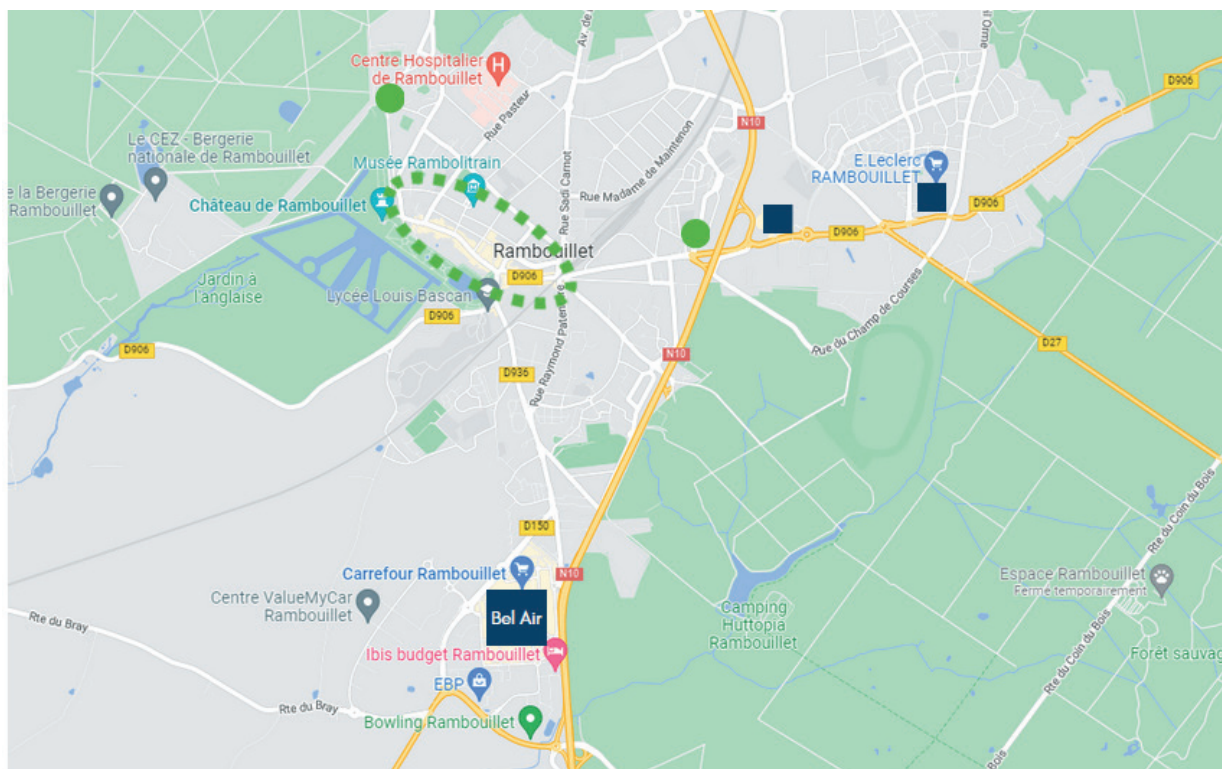 Centre Hospitalier
de Rambouillet
H
Av. de
il Orme
D906
N10
Rue Pasteur
Le CEZ - Bergerie
nationale de Rambouillet
Musée Rambolitrain
E.Leclerc
RAMBOUILLET
e la Bergerie
Rambouillet
Château de Rambouillet
Rue Sadi Carnot
Rue Madame de Maintenon
D906
D906
Rambouillet
Jardin à
l'anglaise
D906
Lycée Louis Bascan
D906
D906
Rue Raymond Patenôtre
Rue du Champ de Courses
D27
N10
D936
D150
Carrefour Rambouillet
N10
Centre ValueMyCar
Rambouillet
Bel Air
Rte du Bray
Ibis budget Rambouillet
EBP
Rte du Bray
Bowling Rambouillet
Camping
Huttopia
Rambouillet
Espace Rambouillet
Fermé temporairement
Rte du Coin du Bois
Forêt sauvag
Rte du Coin du Bois
Bois